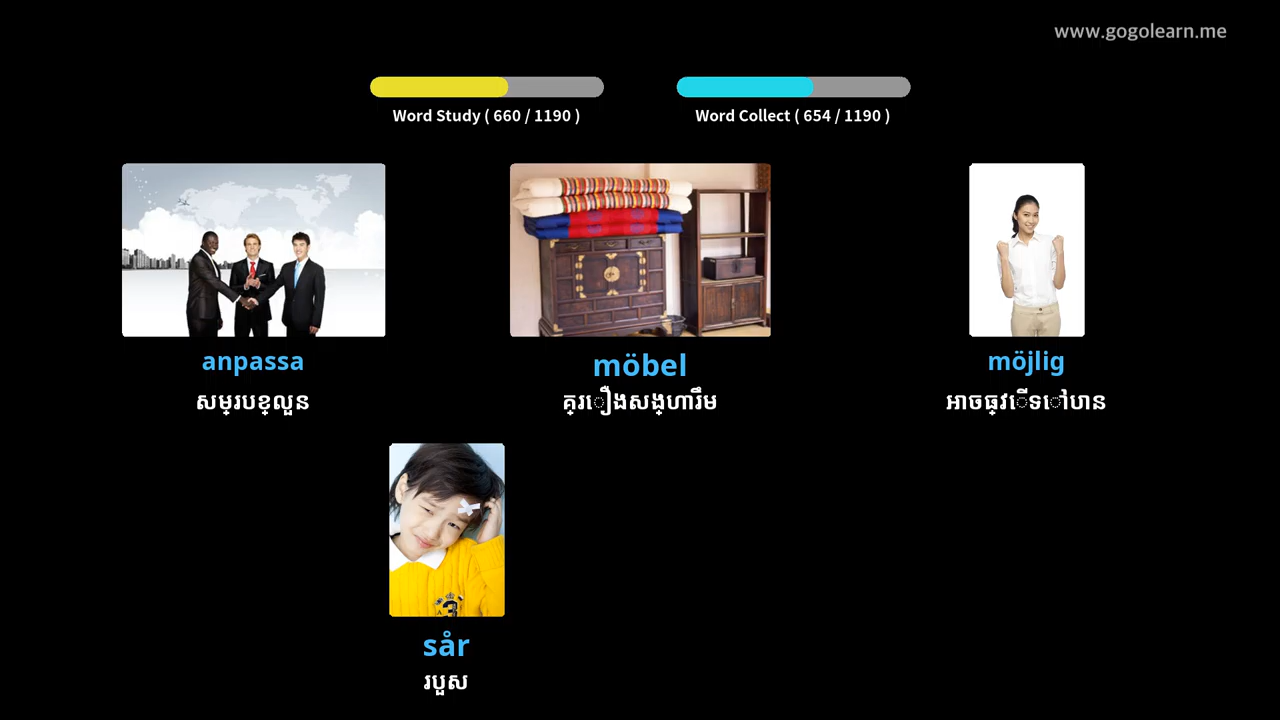 www.gogolearn.me
Word Study ( 660 / 1190 )
Word Collect ( 654 / 1190 )
anpassa
សម្របខ្លួន
möbel
គ្រឿងសង្ហារឹម
möjlig
អាចធ្វើទៅបាន
sår
របួស